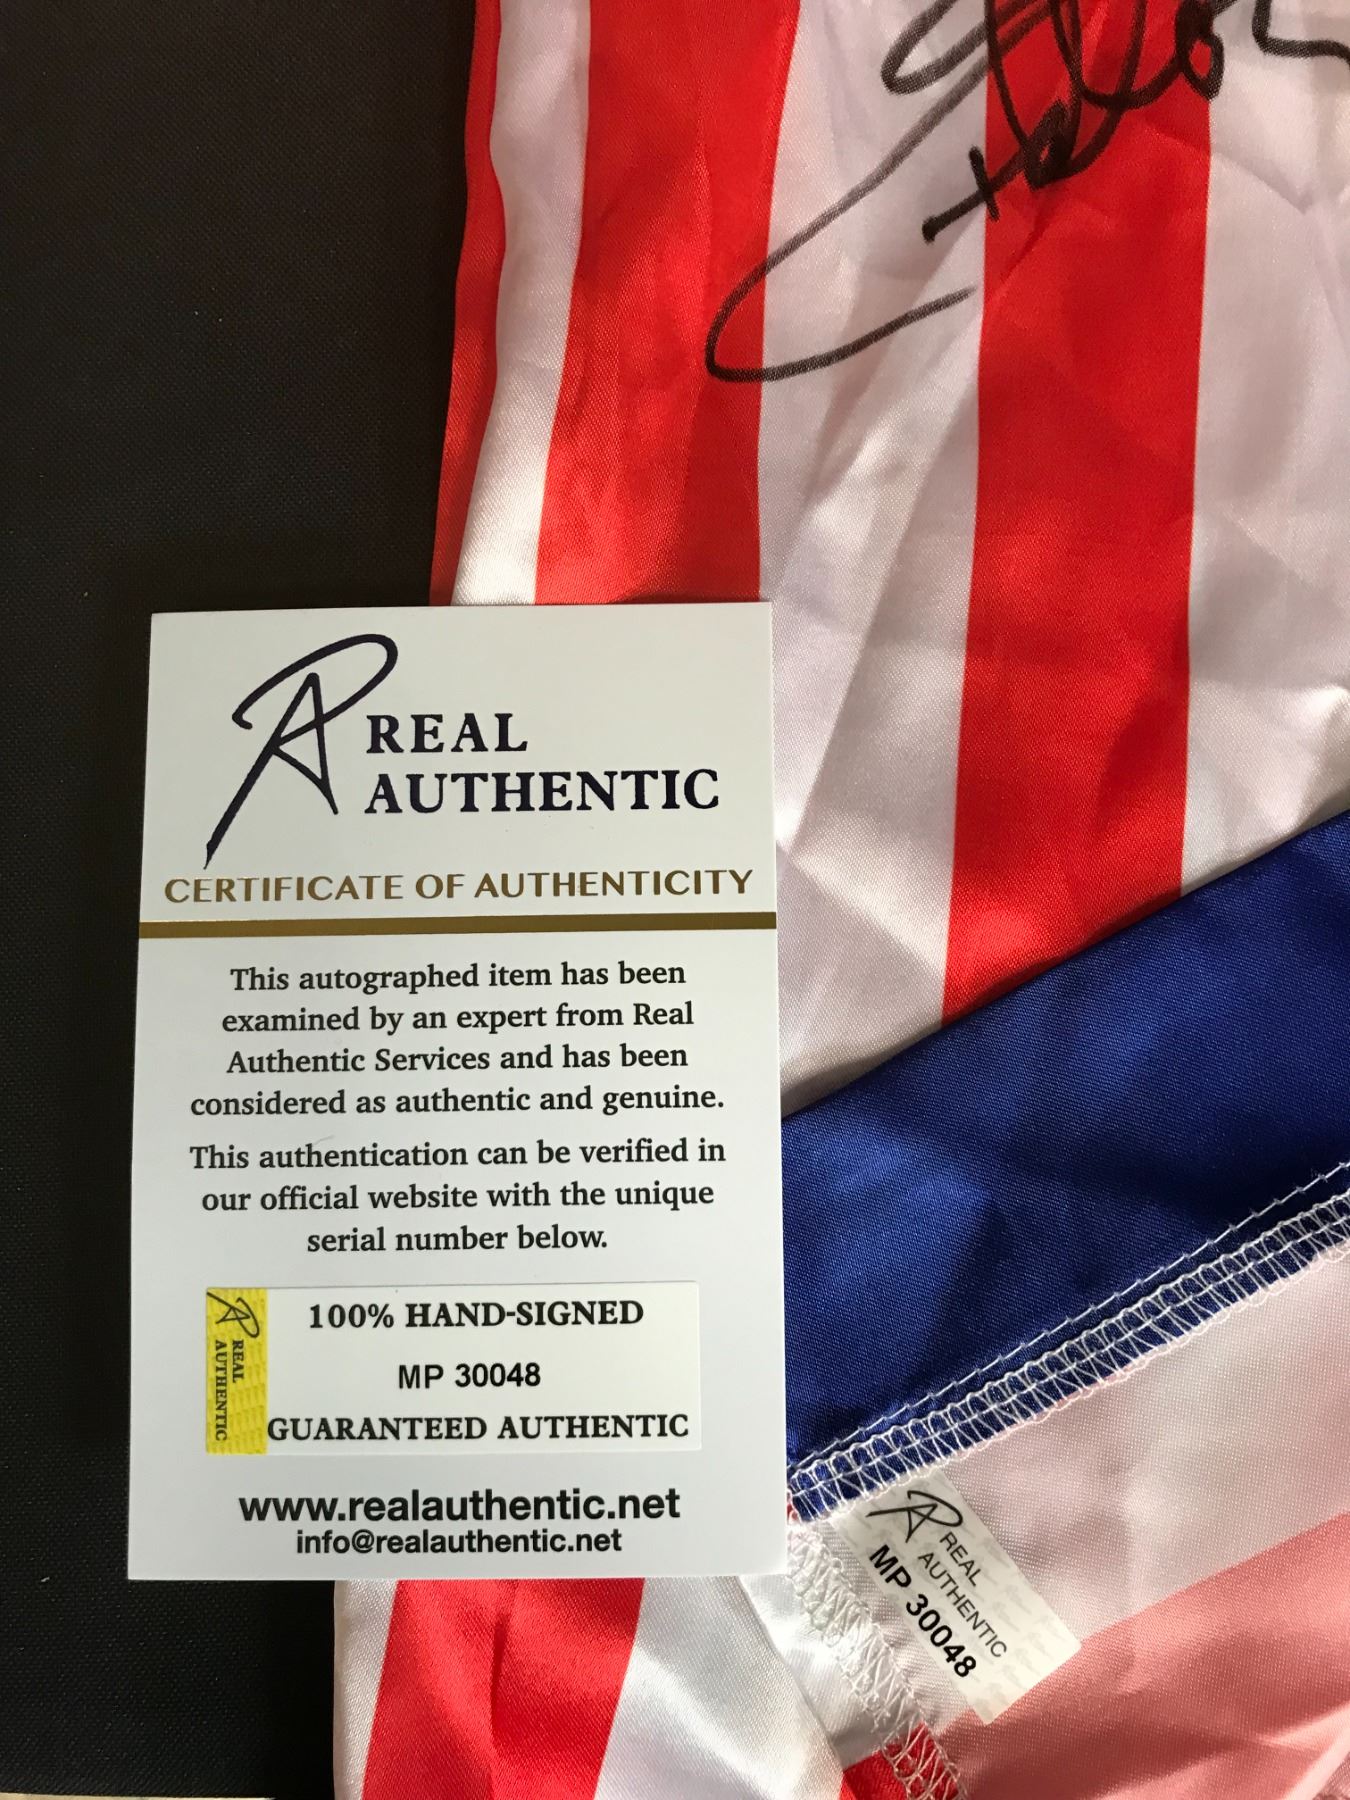 REAL
AUTHENTIC
CERTIFICATE OF AUTHENTICITY
This autographed item has been
examined by an expert from Real
Authentic Services and has been
considered as authentic and genuine.
This authentication can be verified in
our official website with the unique
serial number below.
REAL
AUTHENTIC
100% HAND-SIGNED
MP 30048
GUARANTEED AUTHENTIC
www.realauthentic.net
info@realauthentic.net
REAL
AUTHENTIC
MP 30048